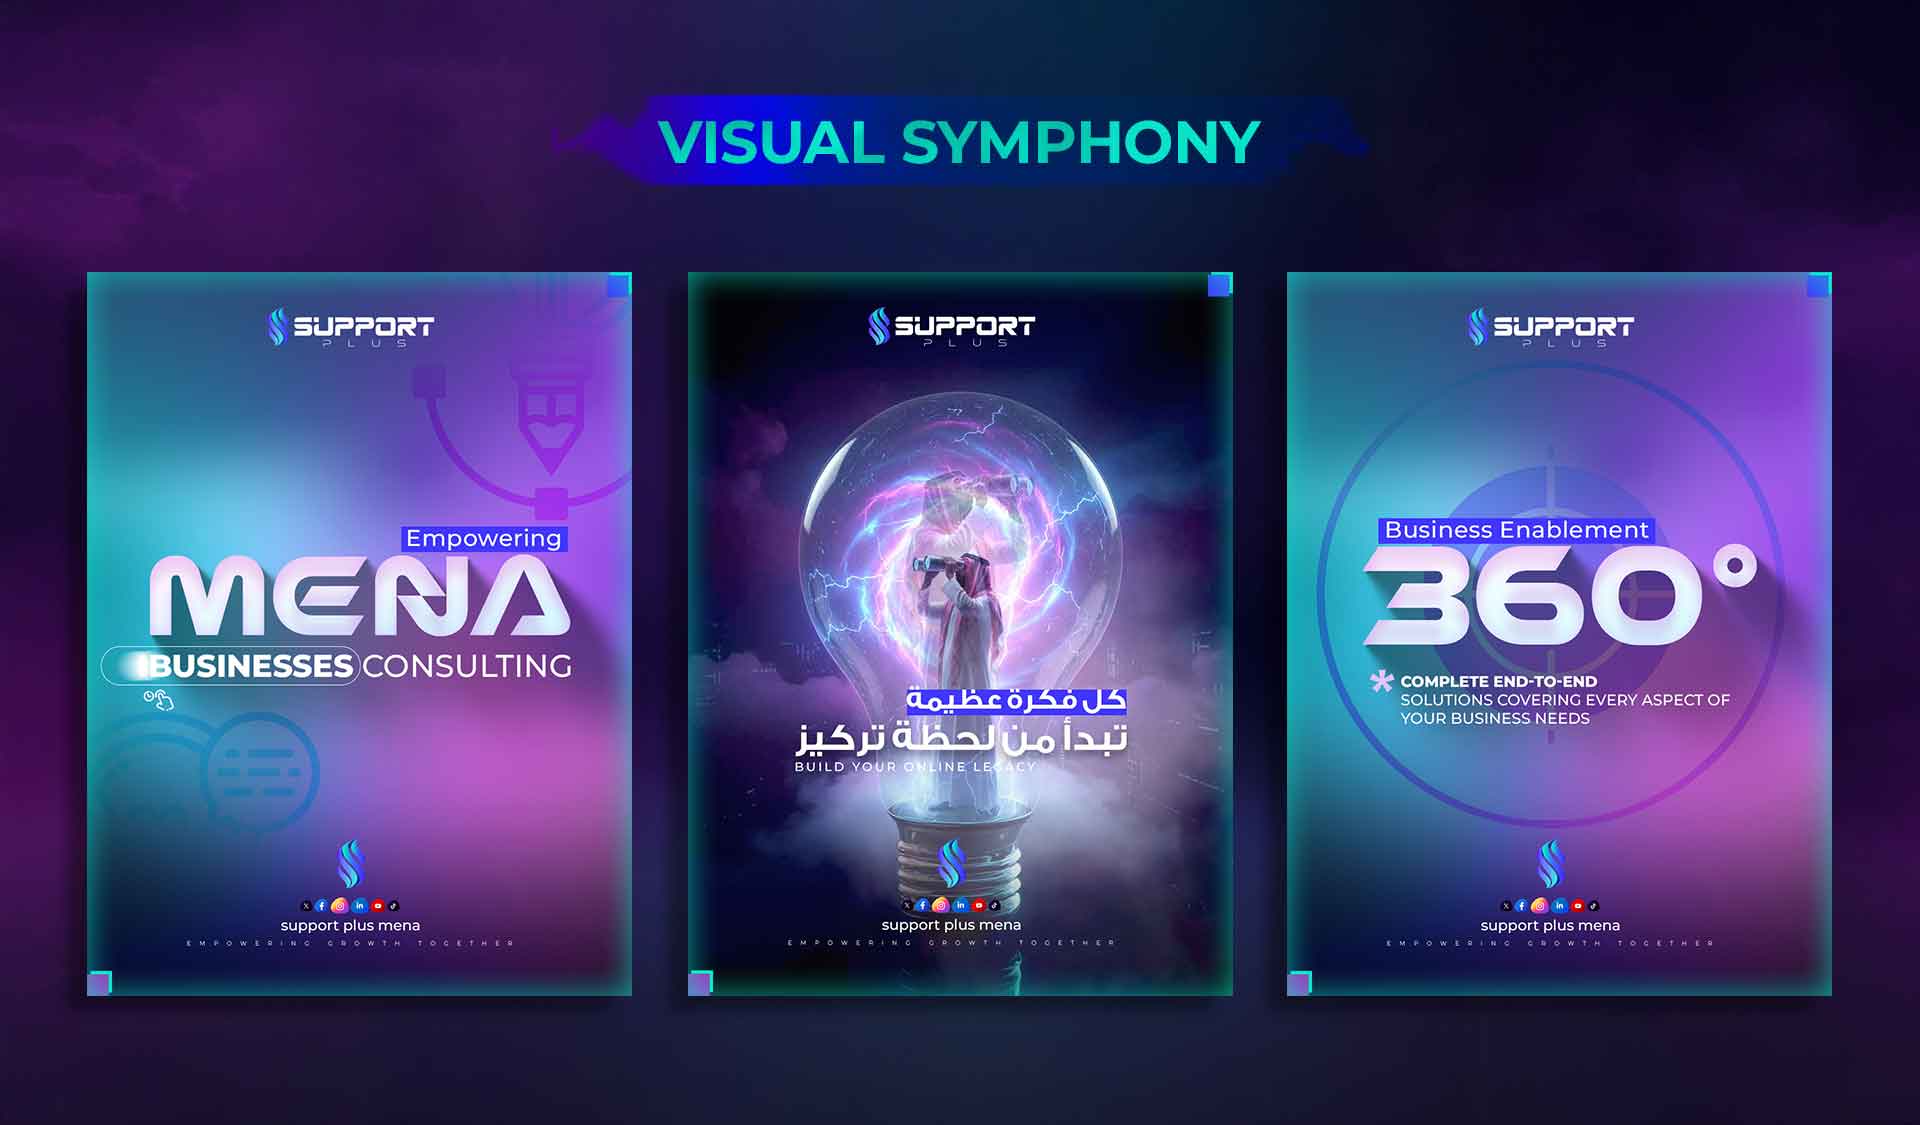 VISUAL SYMPHONY
SUPPORT
PLUS
Empowering
MENA
BUSINESSES CONSULTING
support plus mena
EMPOWERING GROWTH TOGETHER
SUPPORT
PLUS
كل فكرة عظيمة
تبدأ من لحظة تركيز
BUILD YOUR ONLINE LEGACY
support plus mena
EMPOWERING GROWTH TOGETHER
SUPPORT
PLUS
Business Enablement
360°
* COMPLETE END-TO-END
SOLUTIONS COVERING EVERY ASPECT OF
YOUR BUSINESS NEEDS
support plus mena
EMPOWERING GROWTH TOGETHER